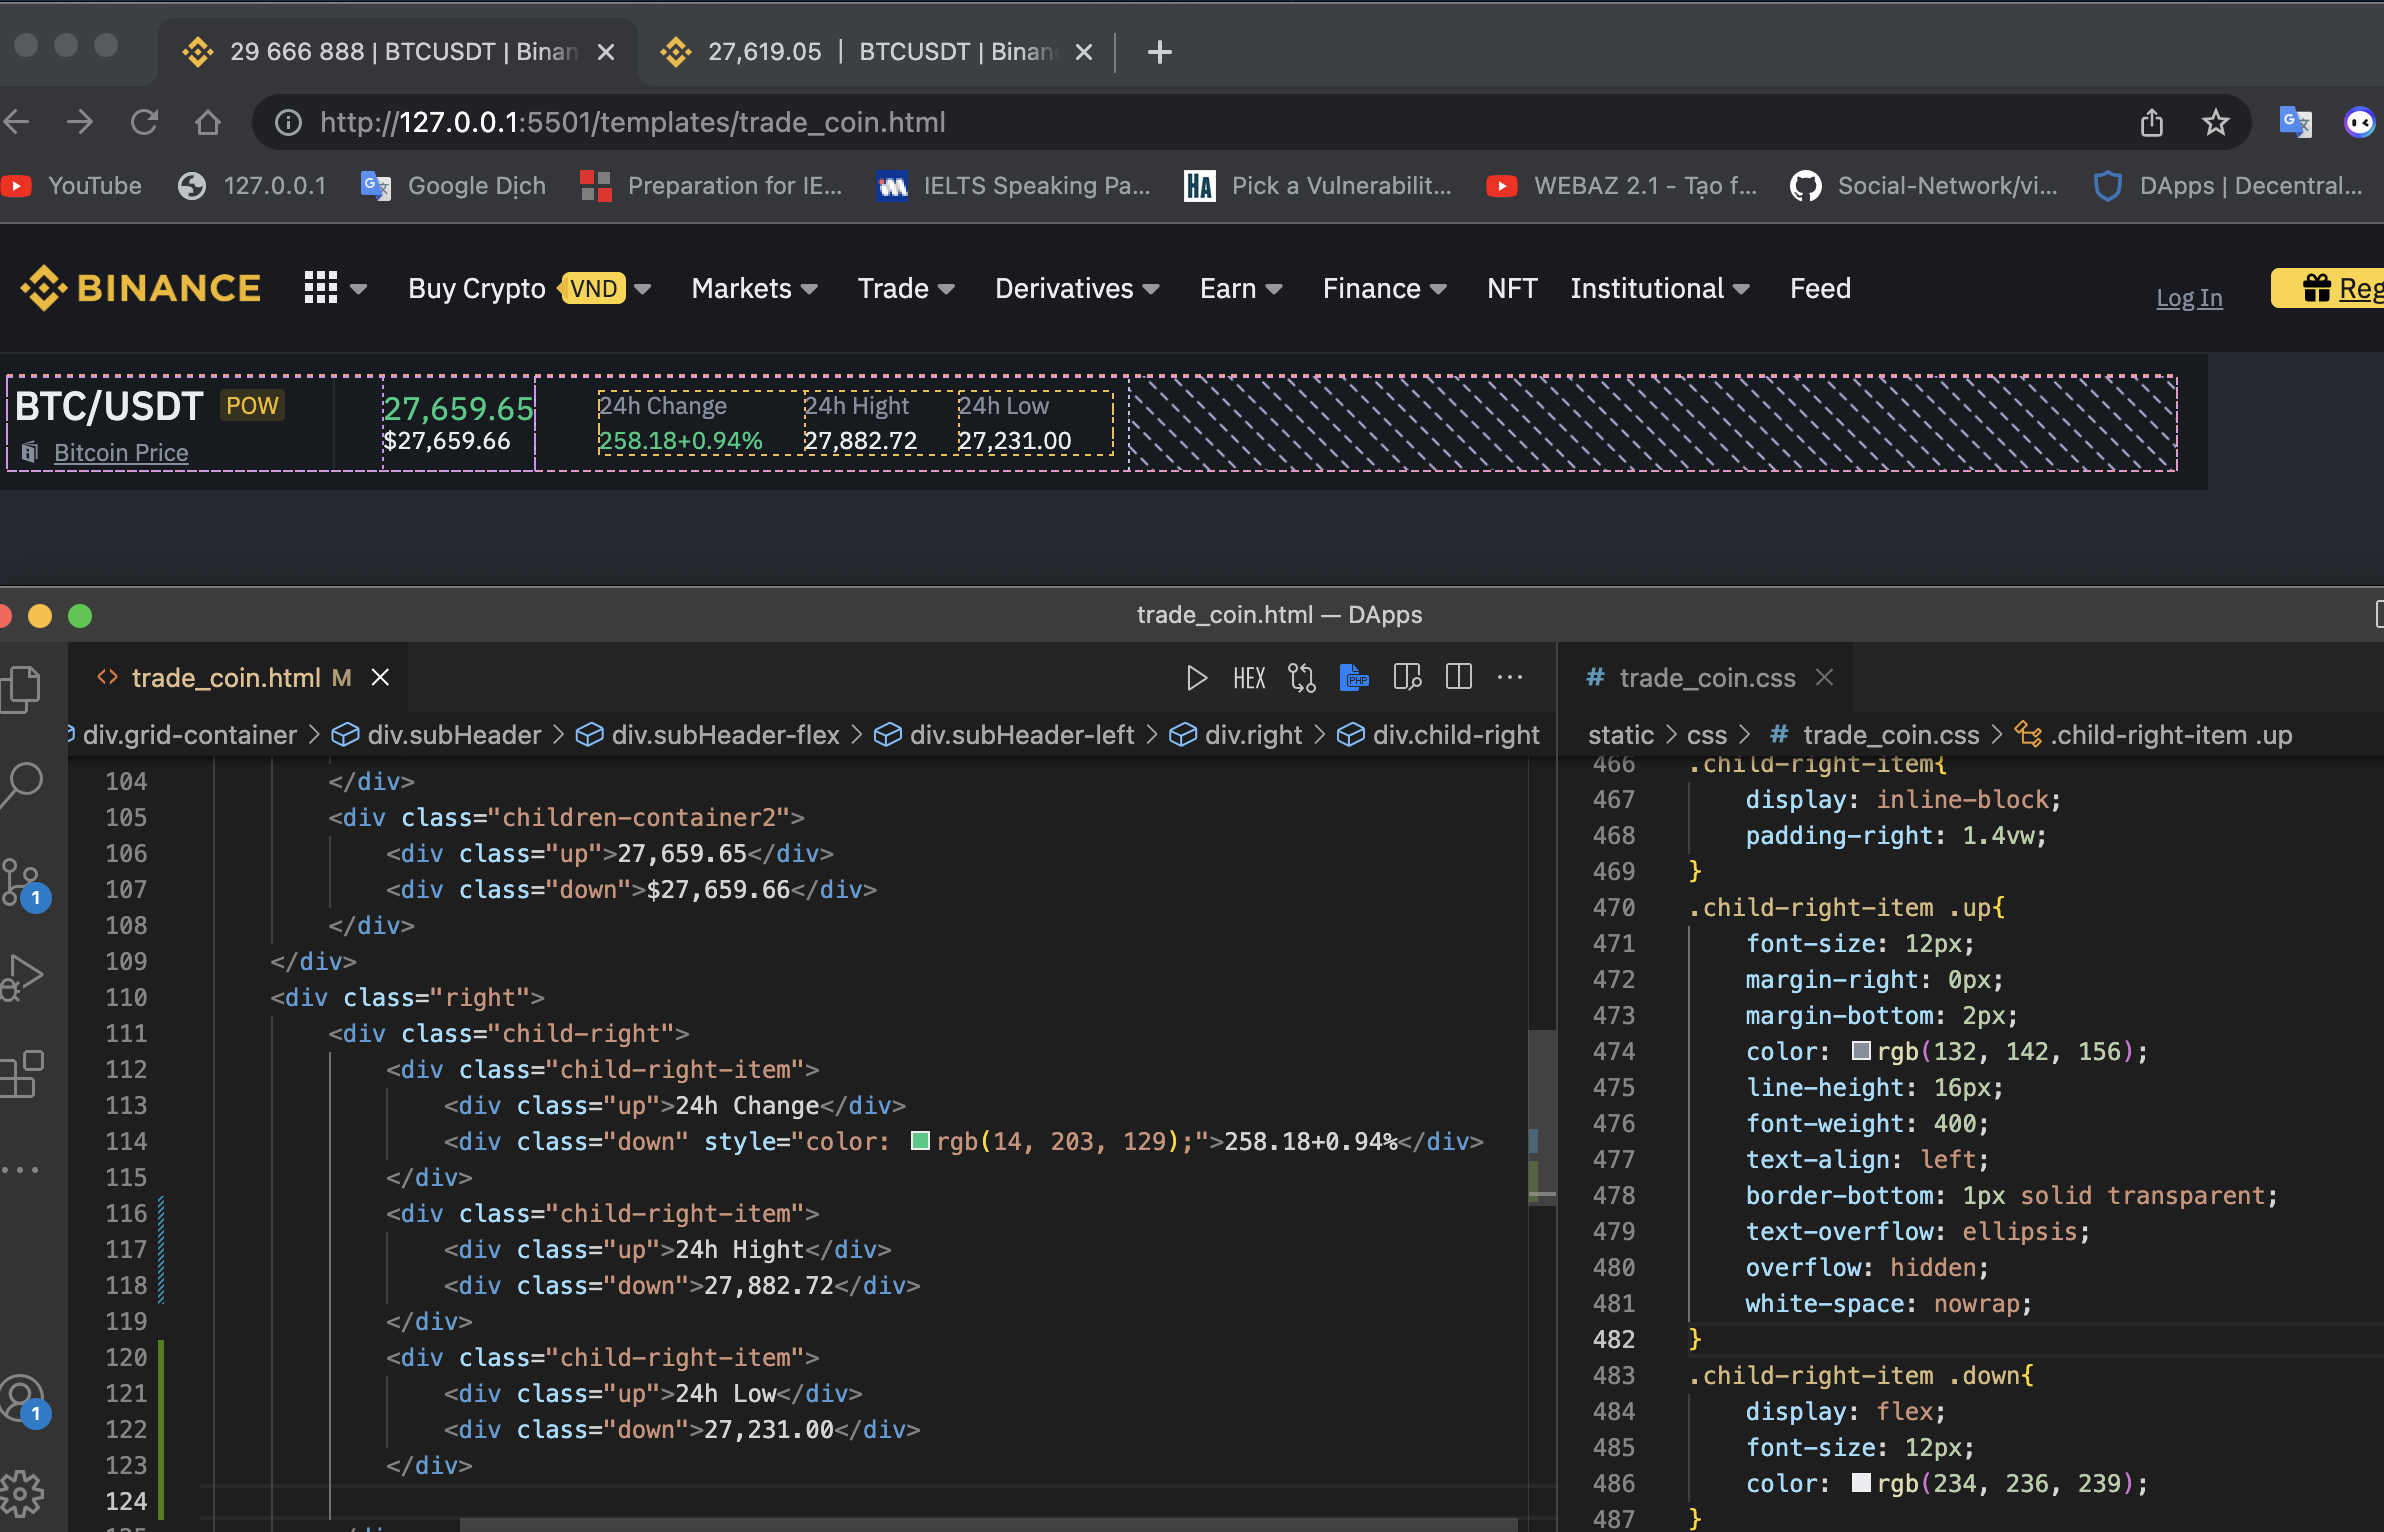 29 666 888 | BTCUSDT | Binan
27,619.05 | BTCUSDT | Binan
http://127.0.0.1:5501/templates/trade_coin.html
YouTube 127.0.0.1 Google Dịch Preparation for IE... IELTS Speaking Pa... HA Pick a Vulnerabilit... WEBAZ 2.1 - Tạo f... Social-Network/vi... DApps | Decentral...
BINANCE Buy Crypto VND Markets Trade Derivatives Earn Finance NFT Institutional Feed Log In Reg
BTC/USDT POW 27,659.65 24h Change 24h Hight 24h Low
Bitcoin Price $27,659.66 258.18+0.94% 27,882.72 27,231.00
trade_coin.html — DApps
trade_coin.html M HEX PHP
# trade_coin.css
div.grid-container > div.subHeader > div.subHeader-flex > div.subHeader-left > div.right > div.child-right
static > css > # trade_coin.css > .child-right-item .up
104 </div>
105 <div class="children-container2">
106 <div class="up">27,659.65</div>
107 <div class="down">$27,659.66</div>
108 </div>
109 </div>
110 <div class="right">
111 <div class="child-right">
112 <div class="child-right-item">
113 <div class="up">24h Change</div>
114 <div class="down" style="color: rgb(14, 203, 129);">258.18+0.94%</div>
115 </div>
116 <div class="child-right-item">
117 <div class="up">24h Hight</div>
118 <div class="down">27,882.72</div>
119 </div>
120 <div class="child-right-item">
121 <div class="up">24h Low</div>
122 <div class="down">27,231.00</div>
123 </div>
124
466 .child-right-item{
467 display: inline-block;
468 padding-right: 1.4vw;
469 }
470 .child-right-item .up{
471 font-size: 12px;
472 margin-right: 0px;
473 margin-bottom: 2px;
474 color: rgb(132, 142, 156);
475 line-height: 16px;
476 font-weight: 400;
477 text-align: left;
478 border-bottom: 1px solid transparent;
479 text-overflow: ellipsis;
480 overflow: hidden;
481 white-space: nowrap;
482 }
483 .child-right-item .down{
484 display: flex;
485 font-size: 12px;
486 color: rgb(234, 236, 239);
487 }
1
1